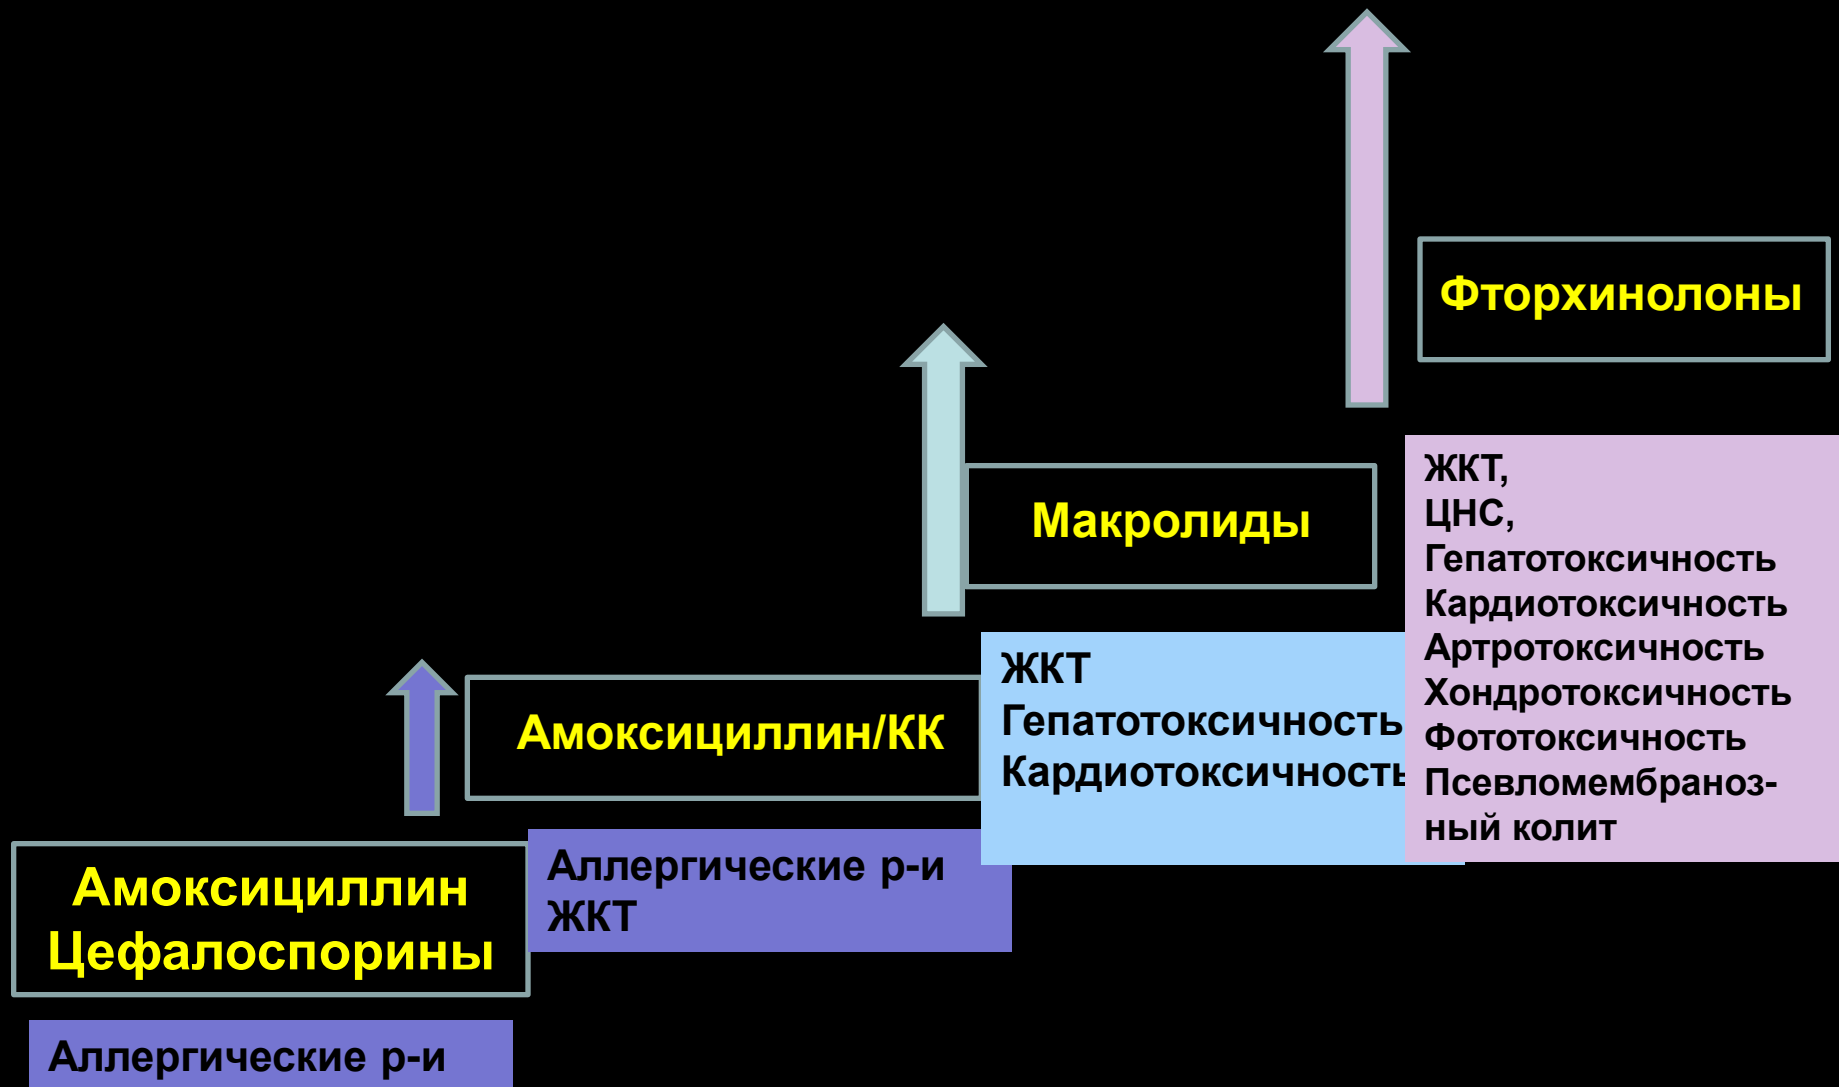 Фторхинолоны
ЖКТ,
ЦНС,
Гепатотоксичность
Кардиотоксичность
Артротоксичность
Хондротоксичность
Фототоксичность
Псевломембраноз-
ный колит
Макролиды
ЖКТ
Гепатотоксичность
Кардиотоксичность
Амоксициллин/КК
Аллергические р-и
ЖКТ
Амоксициллин
Цефалоспорины
Аллергические р-и